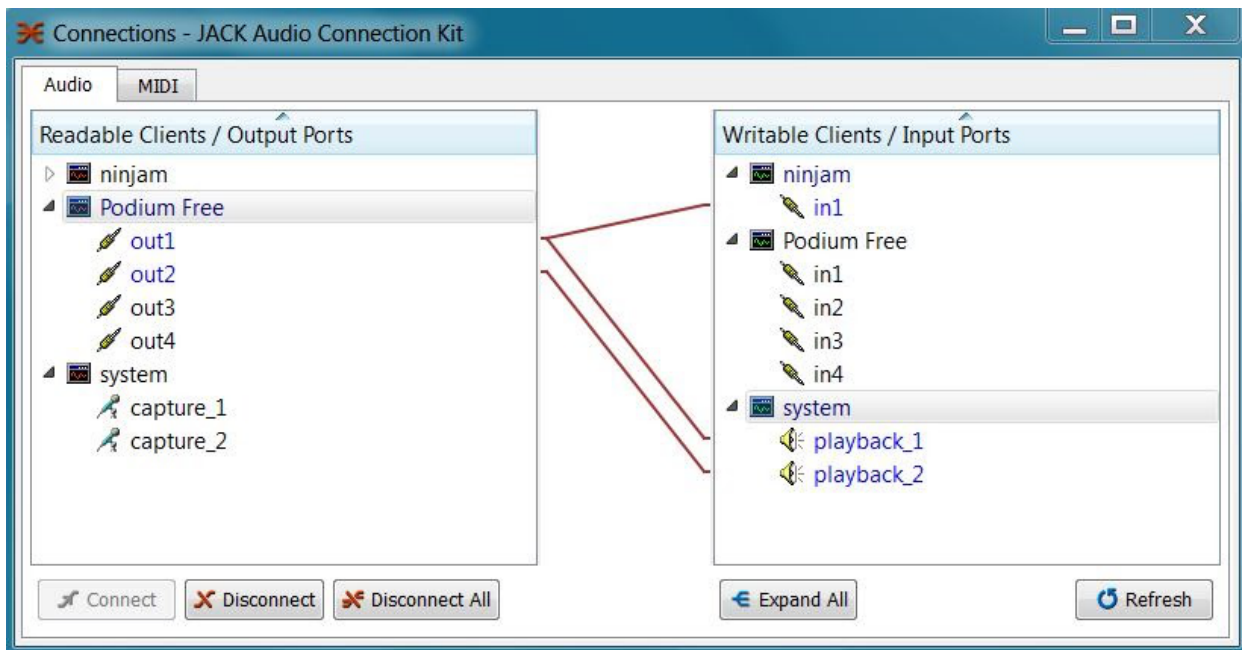 Connections - JACK Audio Connection Kit
X
Audio
MIDI
Readable Clients / Output Ports
ninjam
Podium Free
out1
out2
out3
out4
system
capture_1
capture_2
Writable Clients / Input Ports
ninjam
in1
Podium Free
in1
in2
in3
in4
system
playback_1
playback_2
Connect
Disconnect
Disconnect All
Expand All
Refresh